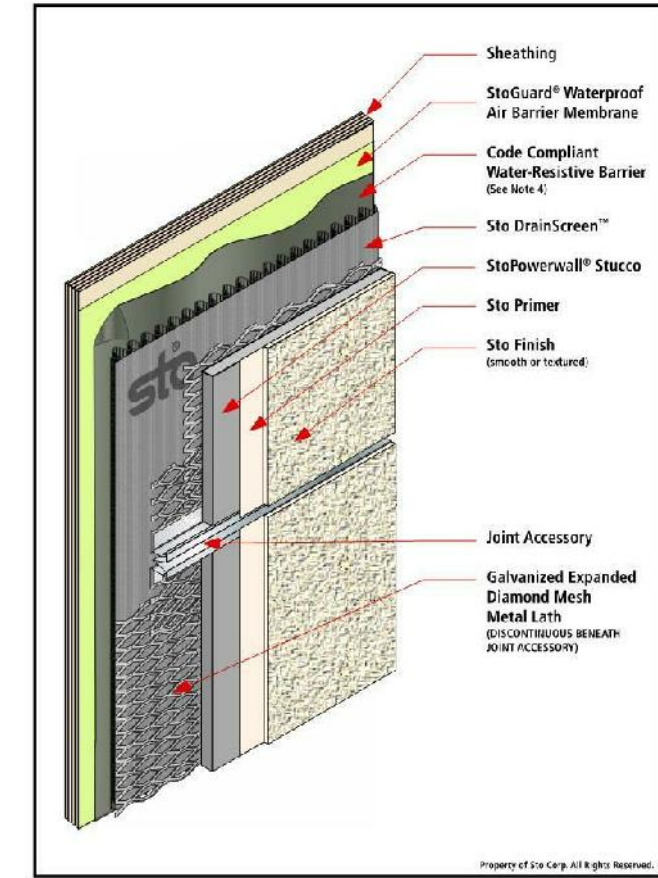 Sheathing
StoGuard® Waterproof
Air Barrier Membrane
Code Compliant
Water-Resistive Barrier
(See Note 4)
Sto DrainScreen™
StoPowerwall® Stucco
Sto Primer
Sto Finish
(smooth or textured)
sto
Joint Accessory
Galvanized Expanded
Diamond Mesh
Metal Lath
(DISCONTINUOUS BENEATH
JOINT ACCESSORY)
Property of Sto Corp. All Rights Reserved.